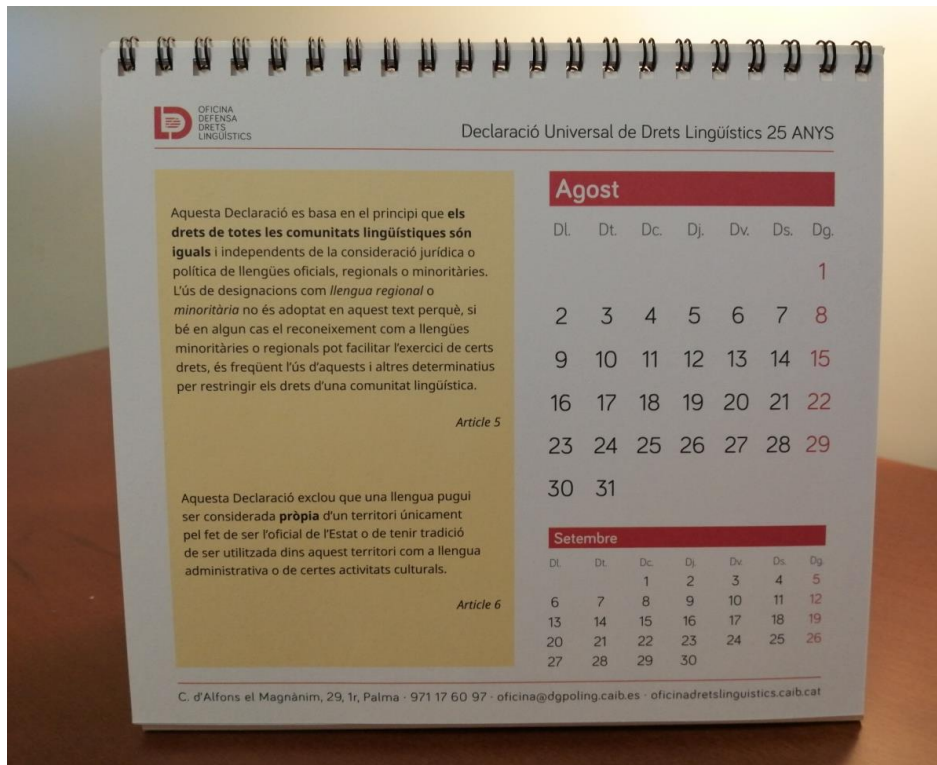 OFICINA
DEFENSA
DRETS
LINGÜÍSTICS
Declaració Universal de Drets Lingüístics 25 ANYS
Aquesta Declaració es basa en el principi que els
drets de totes les comunitats lingüístiques són
iguals i independents de la consideració jurídica o
política de llengües oficials, regionals o minoritàries.
L'ús de designacions com llengua regional o
minoritària no és adoptat en aquest text perquè, si
bé en algun cas el reconeixement com a llengües
minoritàries o regionals pot facilitar l'exercici de certs
drets, és freqüent l'ús d'aquests i altres determinatius
per restringir els drets d'una comunitat lingüística.
Article 5
Aquesta Declaració exclou que una llengua pugui
ser considerada pròpia d'un territori únicament
pel fet de ser l'oficial de l'Estat o de tenir tradició
de ser utilitzada dins aquest territori com a llengua
administrativa o de certes activitats culturals.
Article 6
Agost
Dl. Dt. Dc. Dj. Dv. Ds. Dg.
1
2 3 4 5 6 7 8
9 10 11 12 13 14 15
16 17 18 19 20 21 22
23 24 25 26 27 28 29
30 31
Setembre
Dl. Dt. Dc. Dj. Dv. Ds. Dg.
1 2 3 4 5
6 7 8 9 10 11 12
13 14 15 16 17 18 19
20 21 22 23 24 25 26
27 28 29 30
C. d'Alfons el Magnànim, 29, 1r, Palma · 971 17 60 97 · oficina@dgpoling.caib.es · oficinadretslinguistics.caib.cat